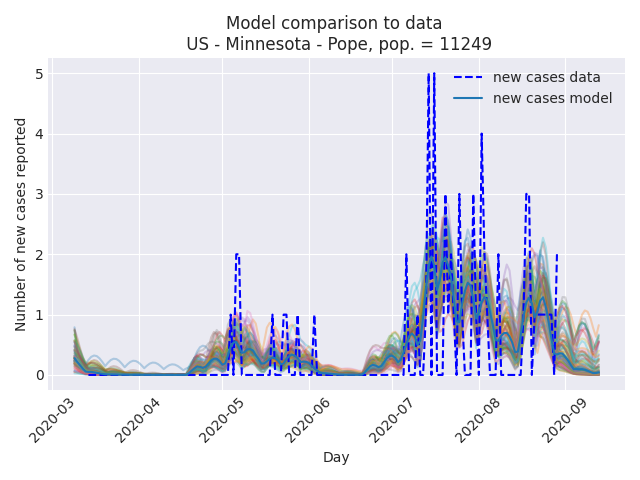 Model comparison to data
US - Minnesota - Pope, pop. = 11249
new cases data
new cases model
Number of new cases reported
5
4
3
2
1
0
2020-03
2020-04
2020-05
2020-06
2020-07
2020-08
2020-09
Day